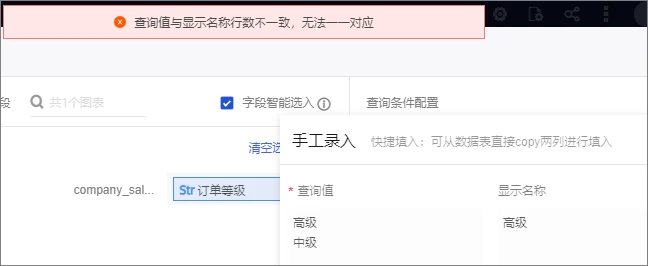 查询值与显示名称行数不一致，无法一一对应
段 共1个图表 字段智能选入 查询条件配置
清空选
手工录入 快捷填入：可从数据表直接copy两列进行填入
company_sal... Str 订单等级
* 查询值 显示名称
高级 高级
中级